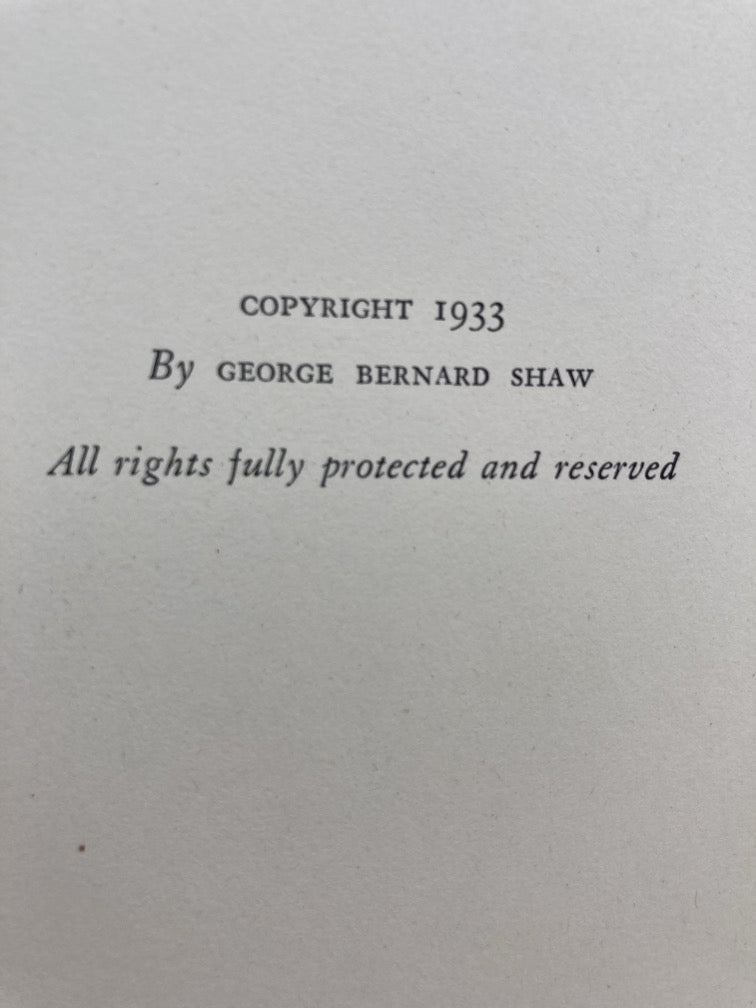 COPYRIGHT 1933
By GEORGE BERNARD SHAW
All rights fully protected and reserved